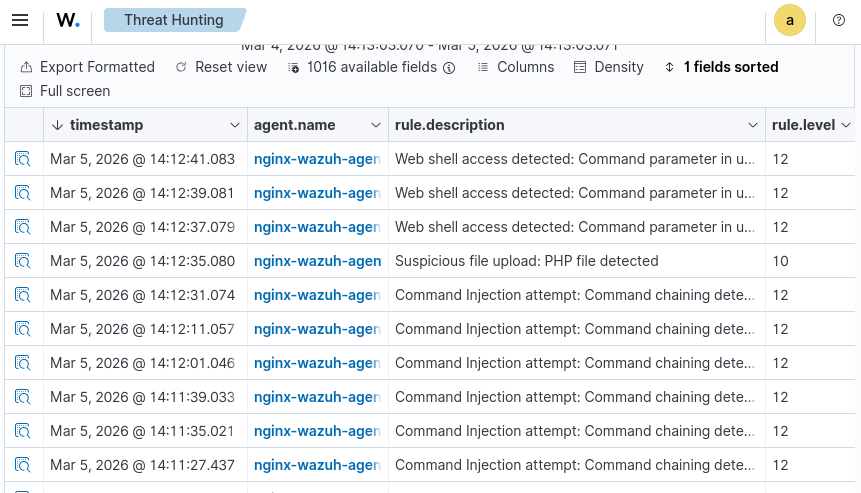 W. Threat Hunting a
Mar 4, 2026 @ 14:13:03.070 - Mar 5, 2026 @ 14:13:03.071
Export Formatted Reset view 1016 available fields Columns Density 1 fields sorted
Full screen
timestamp agent.name rule.description rule.level
Mar 5, 2026 @ 14:12:41.083 nginx-wazuh-agen Web shell access detected: Command parameter in u... 12
Mar 5, 2026 @ 14:12:39.081 nginx-wazuh-agen Web shell access detected: Command parameter in u... 12
Mar 5, 2026 @ 14:12:37.079 nginx-wazuh-agen Web shell access detected: Command parameter in u... 12
Mar 5, 2026 @ 14:12:35.080 nginx-wazuh-agen Suspicious file upload: PHP file detected 10
Mar 5, 2026 @ 14:12:31.074 nginx-wazuh-agen Command Injection attempt: Command chaining dete... 12
Mar 5, 2026 @ 14:12:11.057 nginx-wazuh-agen Command Injection attempt: Command chaining dete... 12
Mar 5, 2026 @ 14:12:01.046 nginx-wazuh-agen Command Injection attempt: Command chaining dete... 12
Mar 5, 2026 @ 14:11:39.033 nginx-wazuh-agen Command Injection attempt: Command chaining dete... 12
Mar 5, 2026 @ 14:11:35.021 nginx-wazuh-agen Command Injection attempt: Command chaining dete... 12
Mar 5, 2026 @ 14:11:27.437 nginx-wazuh-agen Command Injection attempt: Command chaining dete... 12